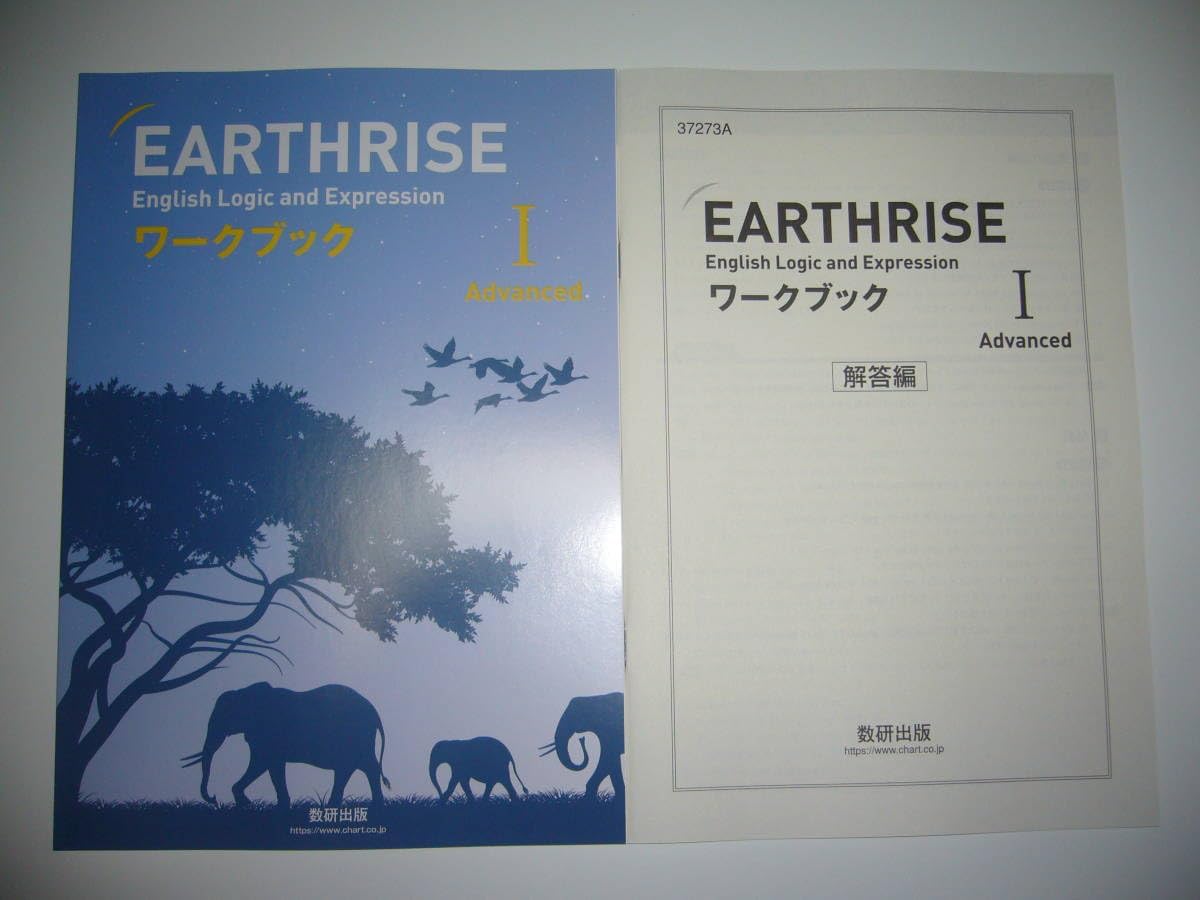 EARTHRISE
English Logic and Expression
ワークブック
I
Advanced
数研出版
https://www.chart.co.jp
37273A
EARTHRISE
English Logic and Expression
ワークブック
I
Advanced
解答編
数研出版
https://www.chart.co.jp